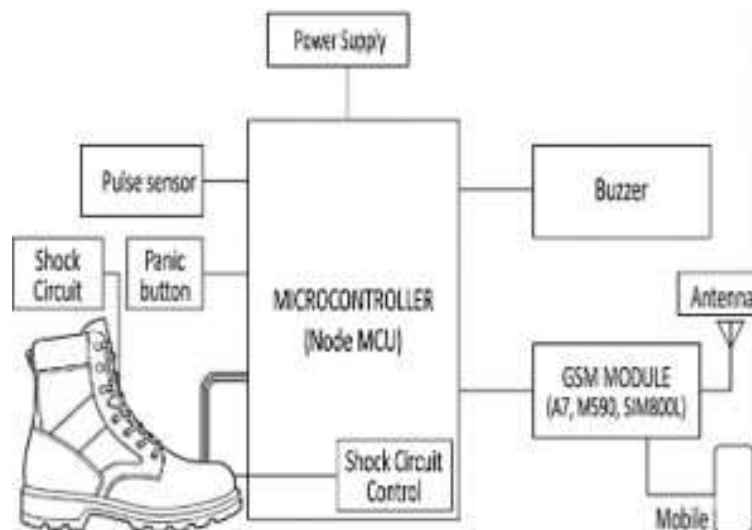 Power Supply
Pulse sensor
Buzzer
Shock
Circuit
Panic
button
MICROCONTROLLER
(Node MCU)
Antenna
GSM MODULE
(A7, M590, SIM800L)
Shock Circuit
Control
Mobile